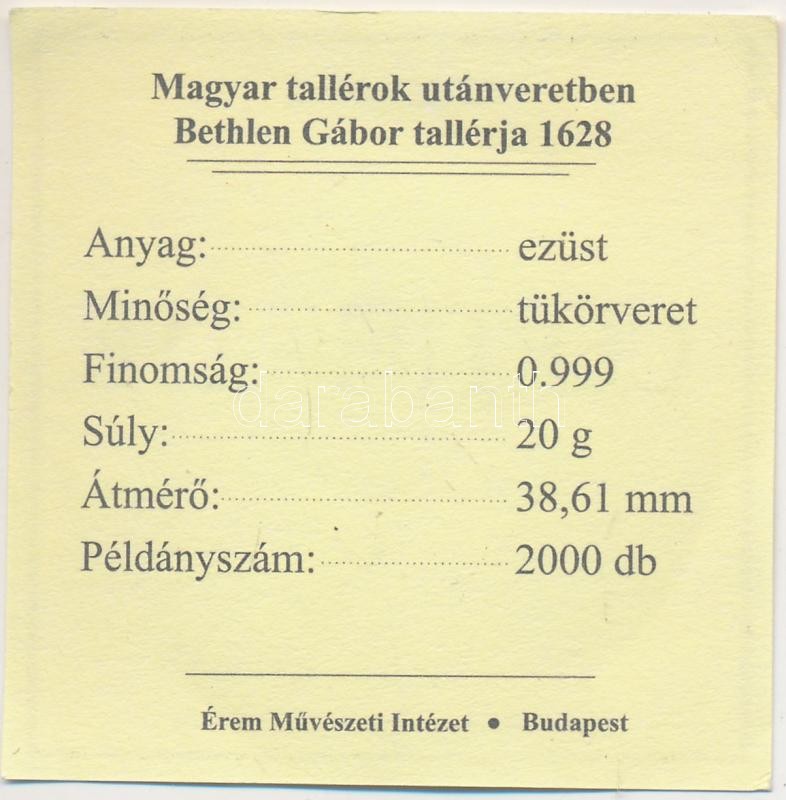 Magyar tallérok utánveretben
Bethlen Gábor tallérja 1628
Anyag: ezüst
Minőség: tükörveret
Finomság: 0.999
darabanth
Súly: 20 g
Átmérő: 38,61 mm
Példányszám: 2000 db
Érem Művészeti Intézet ● Budapest